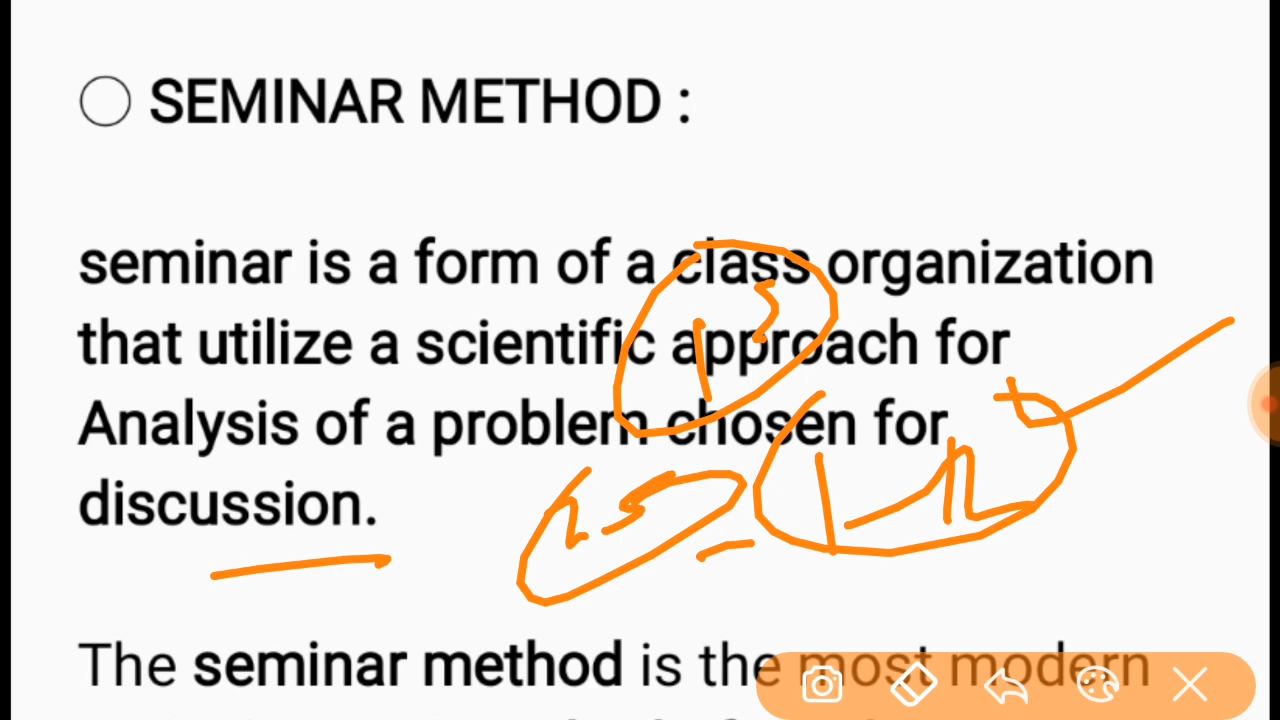 SEMINAR METHOD :
seminar is a form of a class organization
that utilize a scientific approach for
Analysis of a problem chosen for
discussion.
The seminar method is the most modern